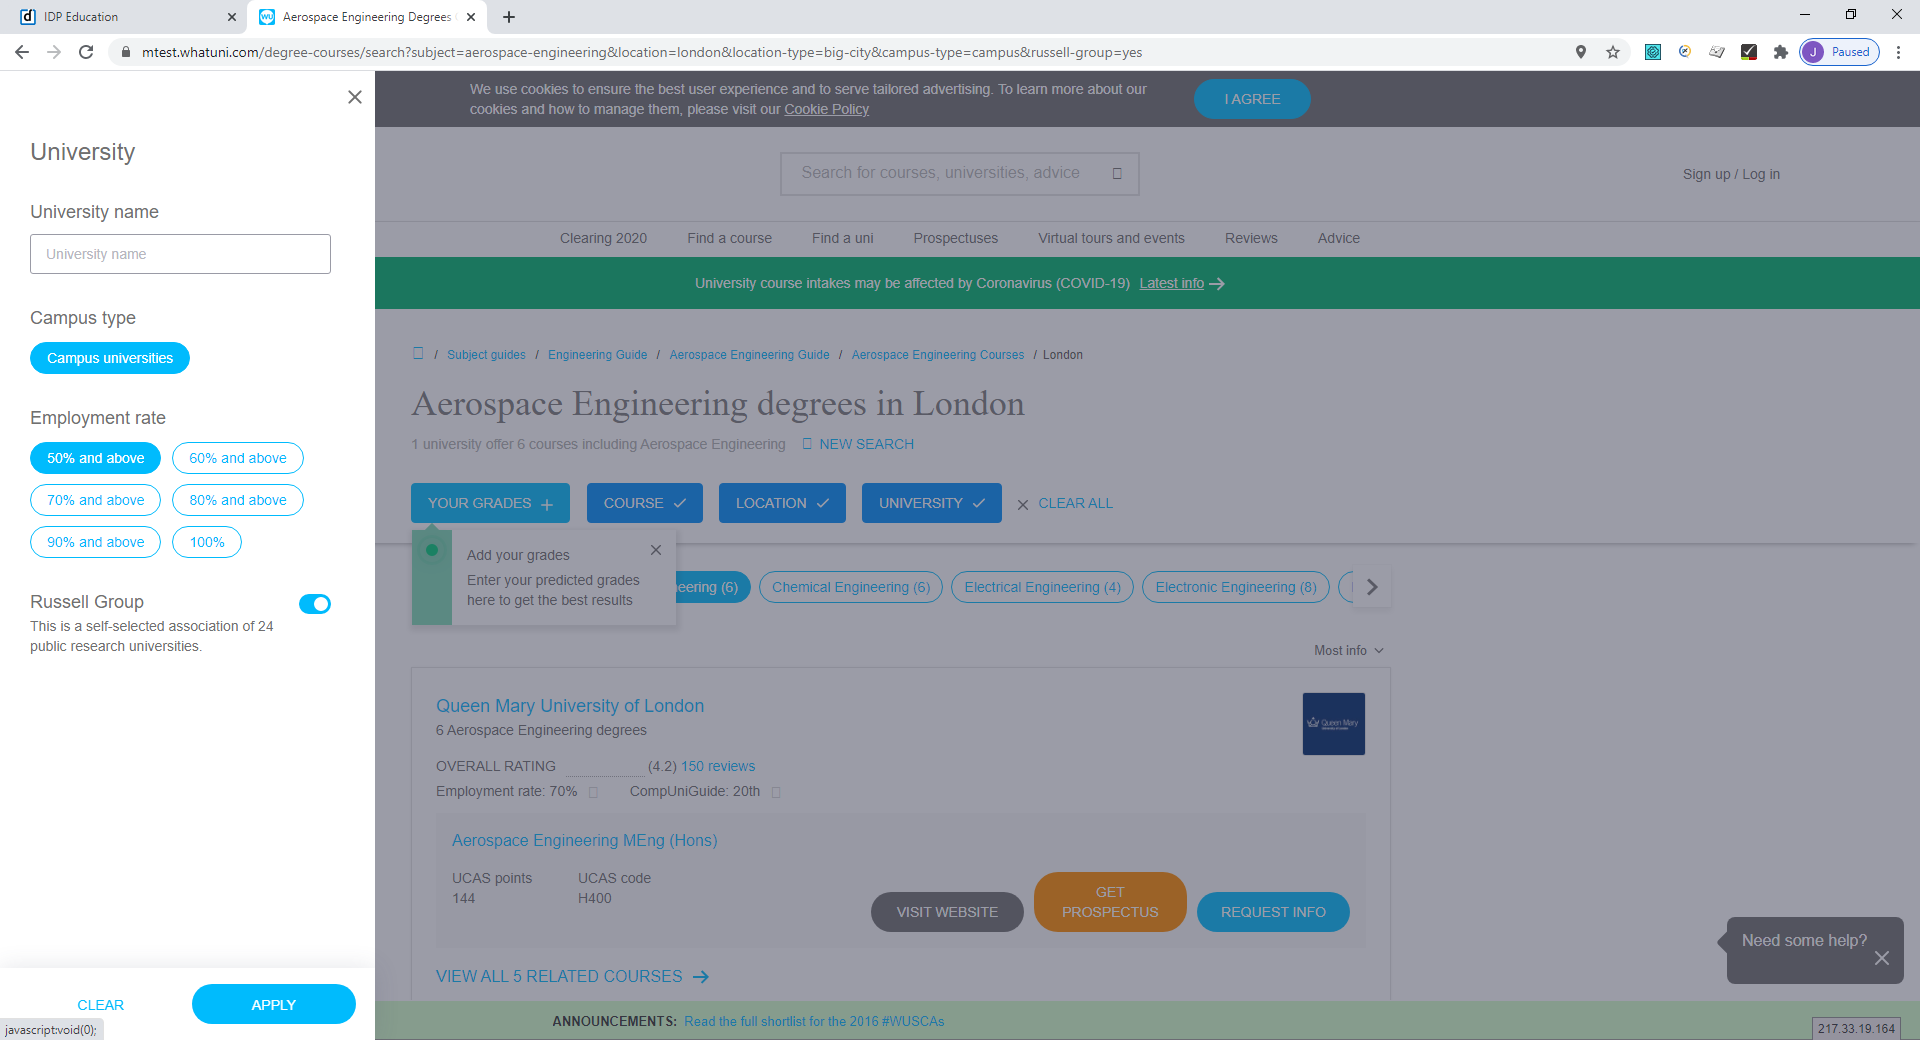 IDP Education
Aerospace Engineering Degrees
mtest.whatuni.com/degree-courses/search?subject=aerospace-engineering&location=london&location-type=big-city&campus-type=campus&russell-group=yes
J Paused
University
University name
University name
Campus type
Campus universities
Employment rate
50% and above
60% and above
70% and above
80% and above
90% and above
100%
Russell Group
This is a self-selected association of 24
public research universities.
CLEAR
APPLY
javascript:void(0);
We use cookies to ensure the best user experience and to serve tailored advertising. To learn more about our
cookies and how to manage them, please visit our Cookie Policy
I AGREE
Search for courses, universities, advice
Sign up / Log in
Clearing 2020
Find a course
Find a uni
Prospectuses
Virtual tours and events
Reviews
Advice
University course intakes may be affected by Coronavirus (COVID-19) Latest info
/ Subject guides / Engineering Guide / Aerospace Engineering Guide / Aerospace Engineering Courses / London
Aerospace Engineering degrees in London
1 university offer 6 courses including Aerospace Engineering
NEW SEARCH
YOUR GRADES
COURSE
LOCATION
UNIVERSITY
CLEAR ALL
Add your grades
Enter your predicted grades
here to get the best results
eering (6)
Chemical Engineering (6)
Electrical Engineering (4)
Electronic Engineering (8)
Most info
Queen Mary University of London
6 Aerospace Engineering degrees
Queen Mary
OVERALL RATING (4.2) 150 reviews
Employment rate: 70%
CompUniGuide: 20th
Aerospace Engineering MEng (Hons)
UCAS points
144
UCAS code
H400
VISIT WEBSITE
GET
PROSPECTUS
REQUEST INFO
VIEW ALL 5 RELATED COURSES
Need some help?
ANNOUNCEMENTS: Read the full shortlist for the 2016 #WUSCAs
217.33.19.164